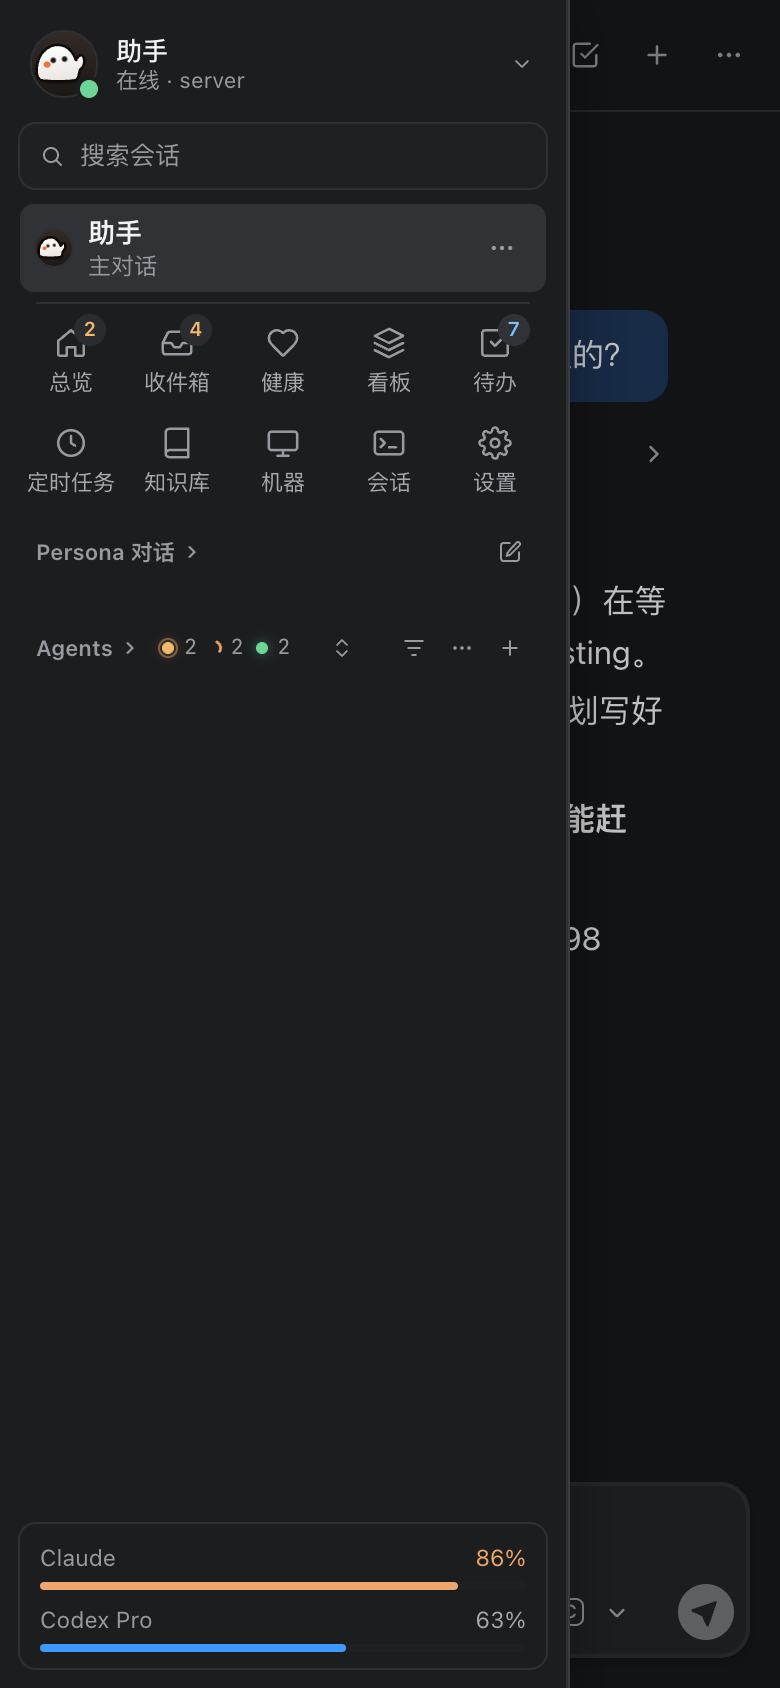 助手
在线 · server
搜索会话
助手
主对话
2
4
7
总览
收件箱
健康
看板
待办
定时任务
知识库
机器
会话
设置
Persona 对话
Agents
2
2
2
的?
）在等
sting。
划写好
能赶
98
Claude
86%
Codex Pro
63%